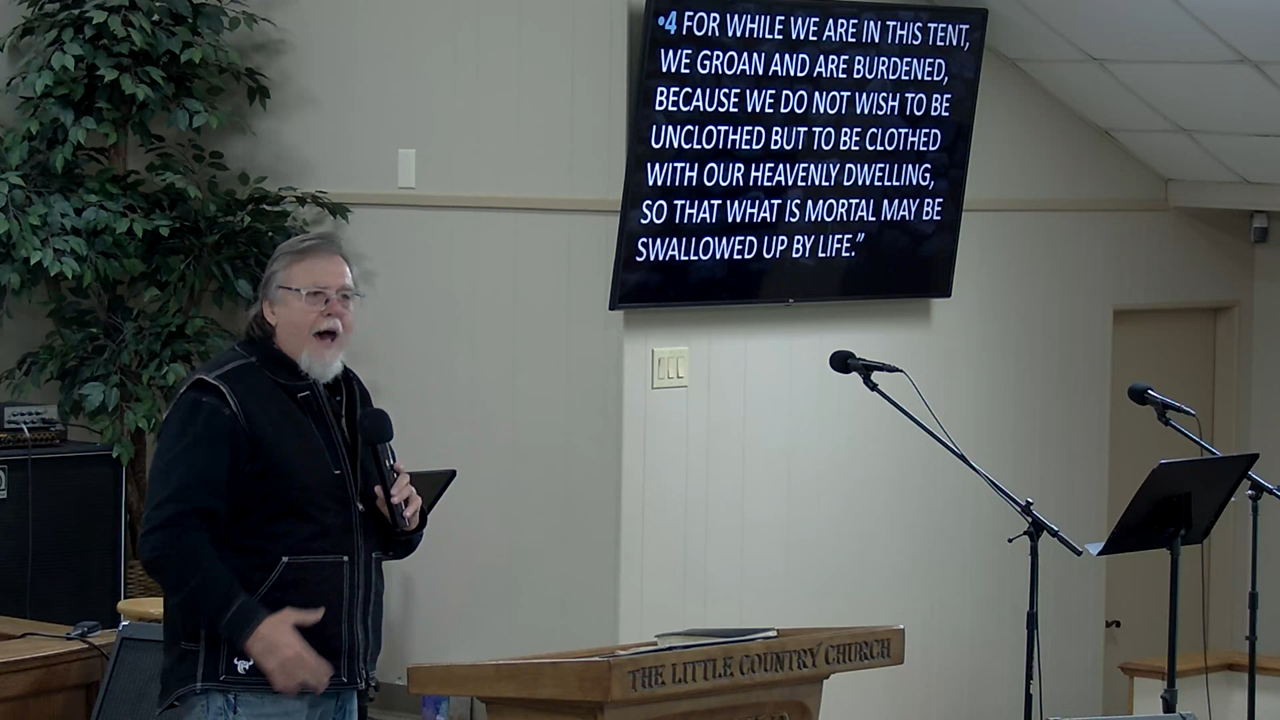 •4 FOR WHILE WE ARE IN THIS TENT,
WE GROAN AND ARE BURDENED,
BECAUSE WE DO NOT WISH TO BE
UNCLOTHED BUT TO BE CLOTHED
WITH OUR HEAVENLY DWELLING,
SO THAT WHAT IS MORTAL MAY BE
SWALLOWED UP BY LIFE.”
THE LITTLE COUNTRY CHURCH